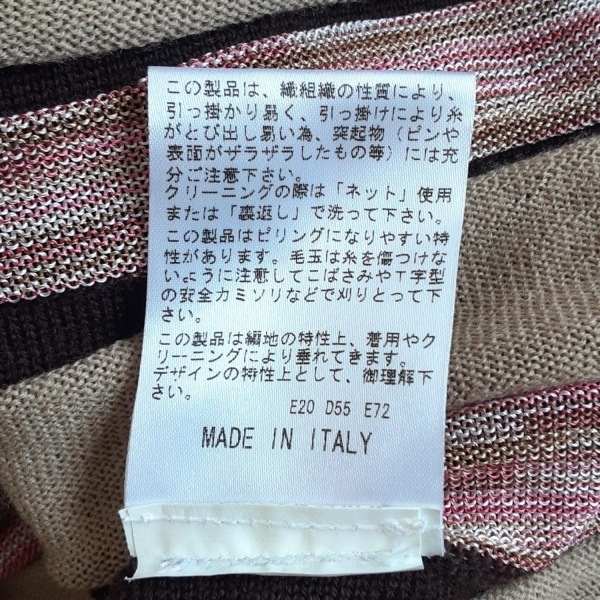 この製品は、繊組織の性質により、
引っ掛かり易く、引っ掛けにより糸
がとび出し易い為、突起物（ピンや
表面がザラザラしたもの等）には充
分ご注意下さい。
クリーニングの際は「ネット」使用
または「裏返し」で洗って下さい。
この製品はピリングになりやすい特
性があります。毛玉は糸を傷つけない
ように注意してこばさみやＴ字型
の安全カミソリなどで刈りとって下
さい。
この製品は編地の特性上、着用やク
リーニングにより垂れてきます。
デザインの特性上として、御理解下
さい。
E20 D55 E72
MADE IN ITALY